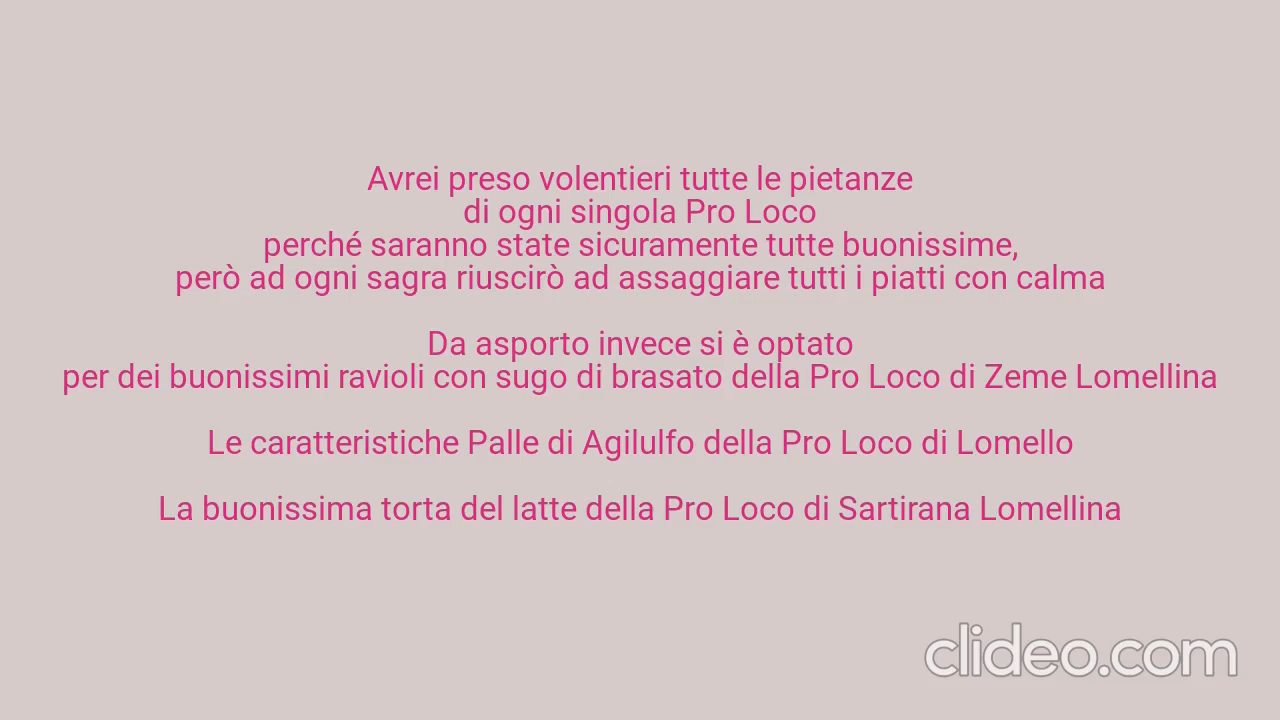 Avrei preso volentieri tutte le pietanze
di ogni singola Pro Loco
perché saranno state sicuramente tutte buonissime,
però ad ogni sagra riuscirò ad assaggiare tutti i piatti con calma
Da asporto invece si è optato
per dei buonissimi ravioli con sugo di brasato della Pro Loco di Zeme Lomellina
Le caratteristiche Palle di Agilulfo della Pro Loco di Lomello
La buonissima torta del latte della Pro Loco di Sartirana Lomellina
clideo.com